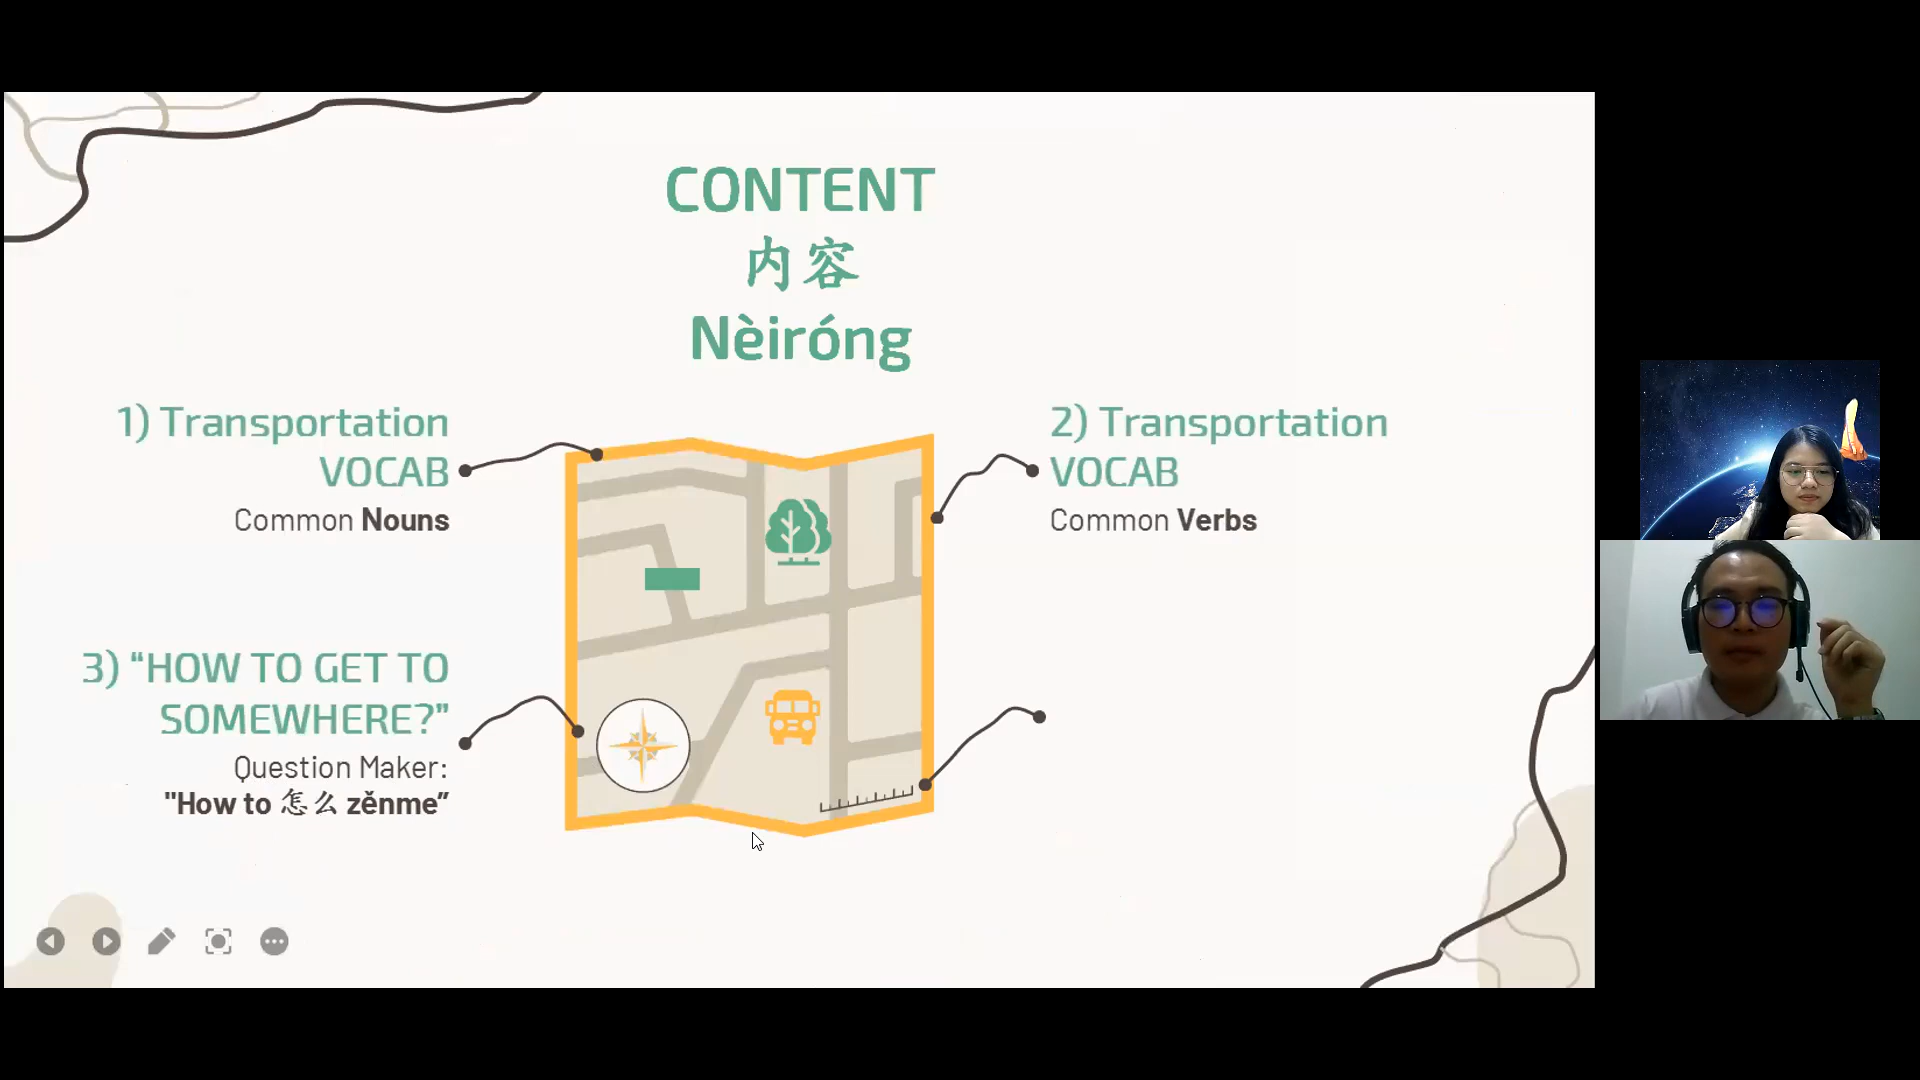 CONTENT
内容
Nèiróng
1) Transportation
VOCAB
Common Nouns
2) Transportation
VOCAB
Common Verbs
3) “HOW TO GET TO
SOMEWHERE?”
Question Maker:
"How to 怎么 zěnme”